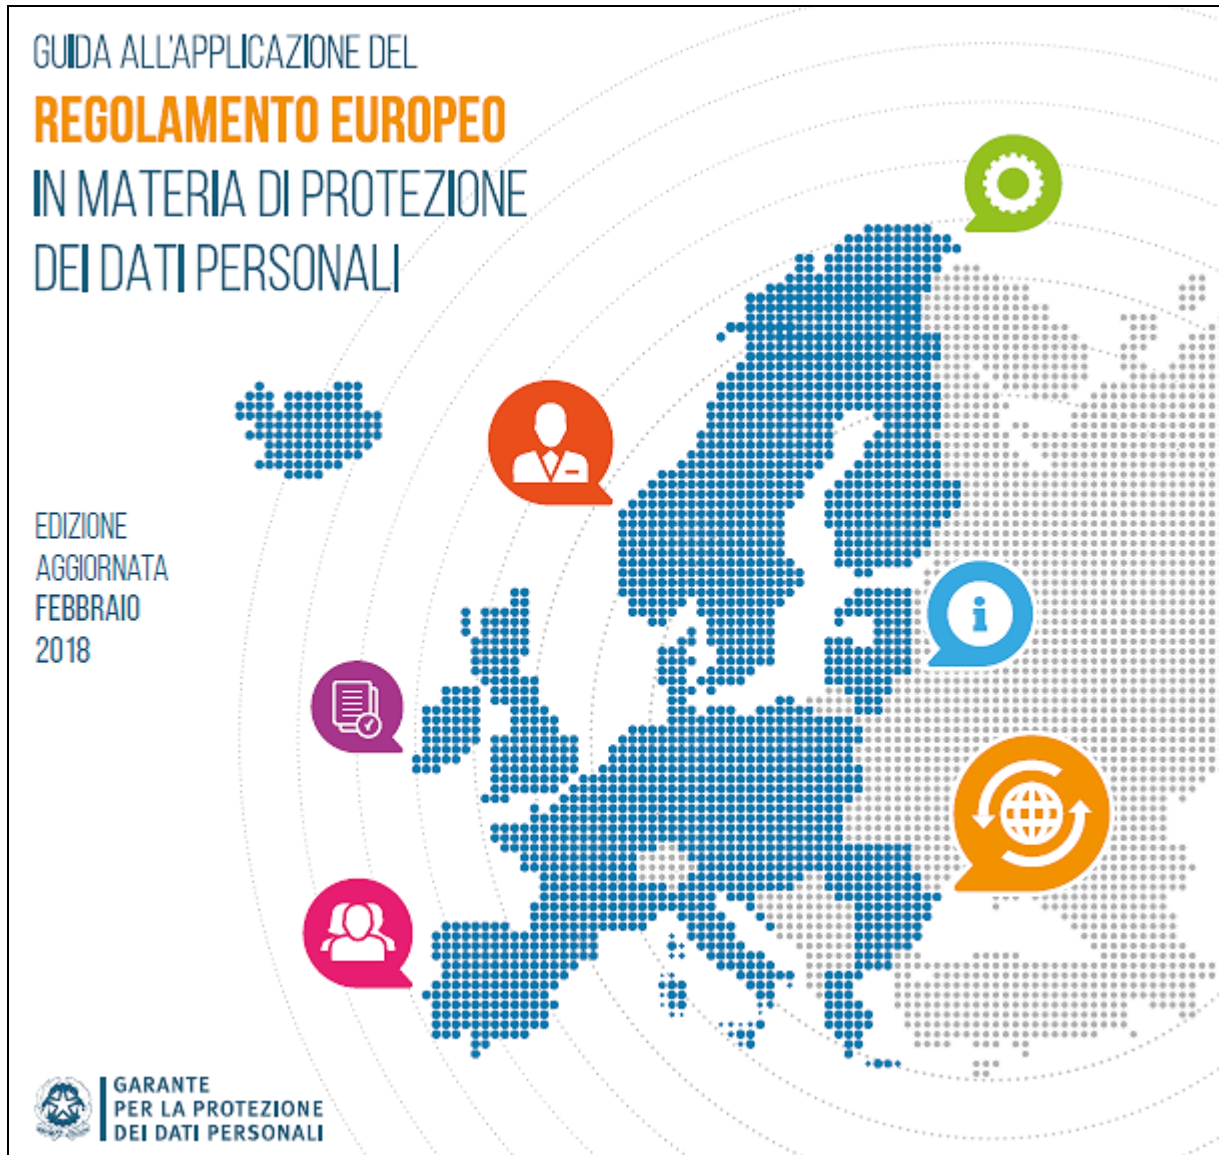 GUIDA ALL'APPLICAZIONE DEL
REGOLAMENTO EUROPEO
IN MATERIA DI PROTEZIONE
DEI DATI PERSONALI
EDIZIONE
AGGIORNATA
FEBBRAIO
2018
i
GARANTE
PER LA PROTEZIONE
DEI DATI PERSONALI